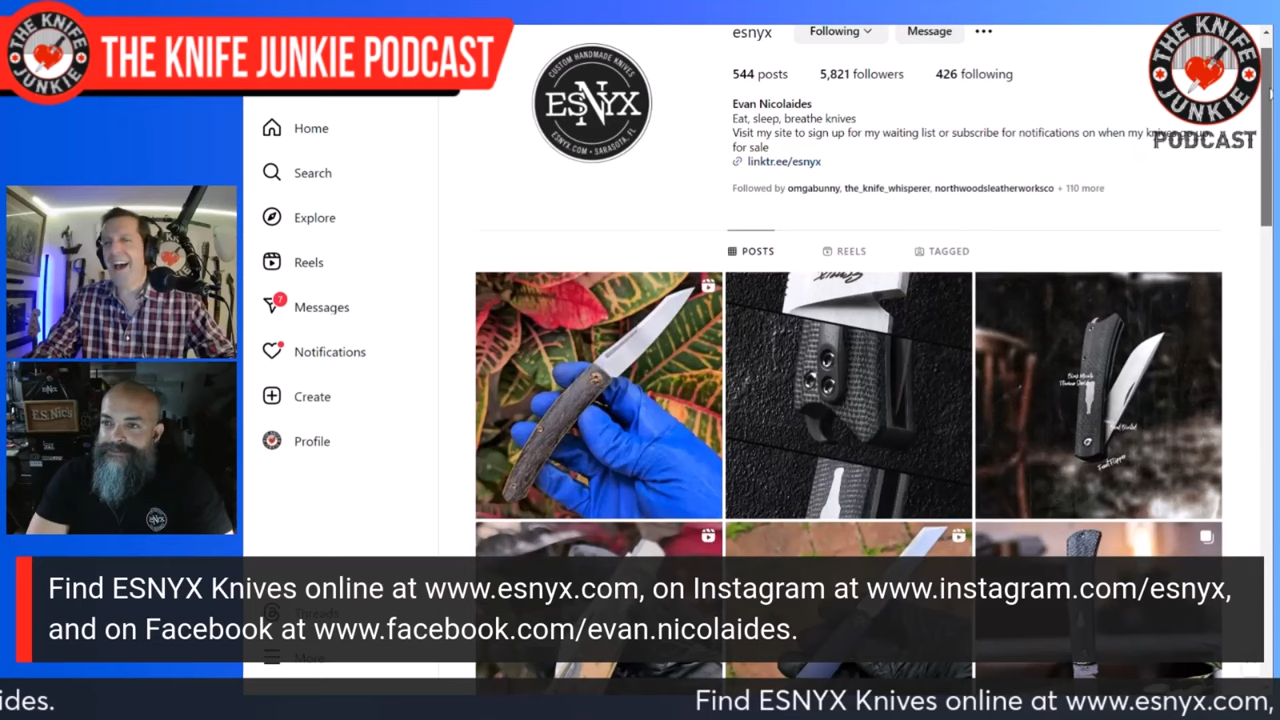 THE KNIFE JUNKIE
THE KNIFE JUNKIE PODCAST
esnyx
Following
Message
544 posts
5,821 followers
426 following
Evan Nicolaides
Eat, sleep, breathe knives
Visit my site to sign up for my waiting list or subscribe for notifications on when my knives go up
for sale
linktr.ee/esnyx
Followed by omgabunny, the_knife_whisperer, northwoodsleatherworksco + 110 more
CUSTOM HANDMADE KNIVES
ESNYX
ESNYX.COM • SARASOTA, FL
THE KNIFE JUNKIE
PODCAST
Home
Search
Explore
Reels
7
Messages
Notifications
Create
Profile
Threads
More
POSTS
REELS
TAGGED
E.S.Nic's
Find ESNYX Knives online at www.esnyx.com, on Instagram at www.instagram.com/esnyx,
and on Facebook at www.facebook.com/evan.nicolaides.
ides.
Find ESNYX Knives online at www.esnyx.com,